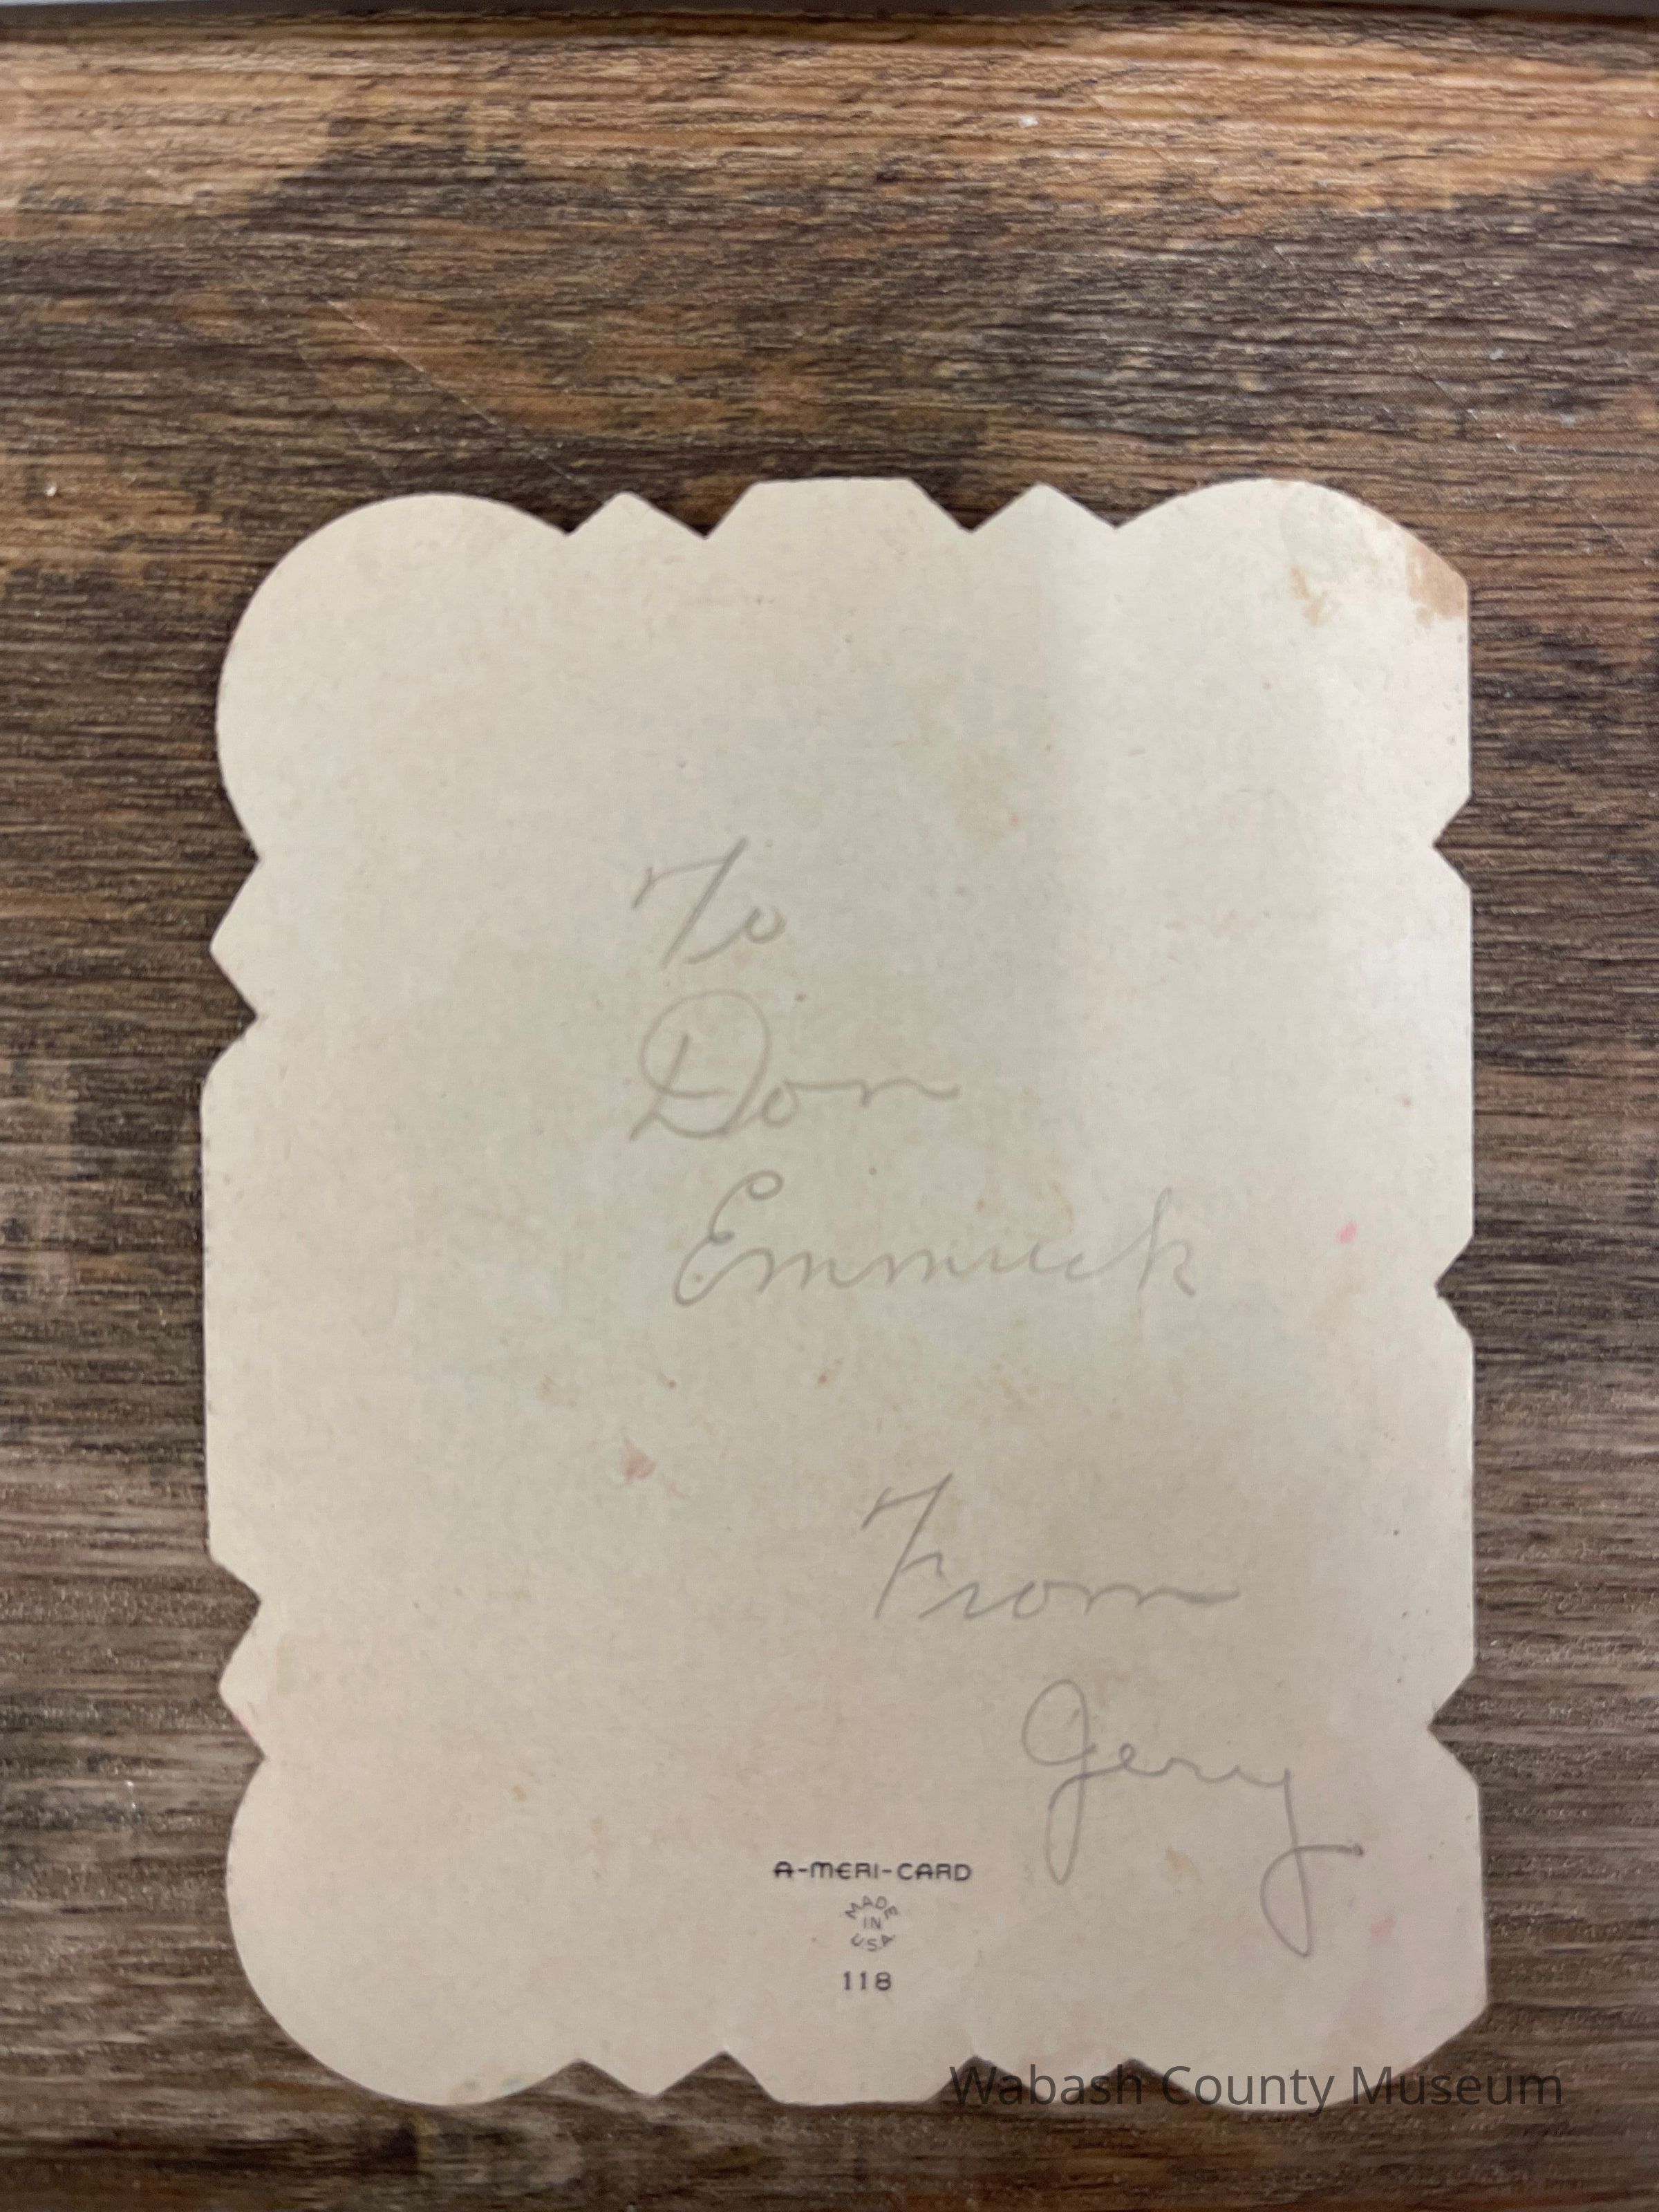 To
Don
Emmick
From
Jerry
A-MERI-CARD
MADE
IN
USA
118
Wabash County Museum